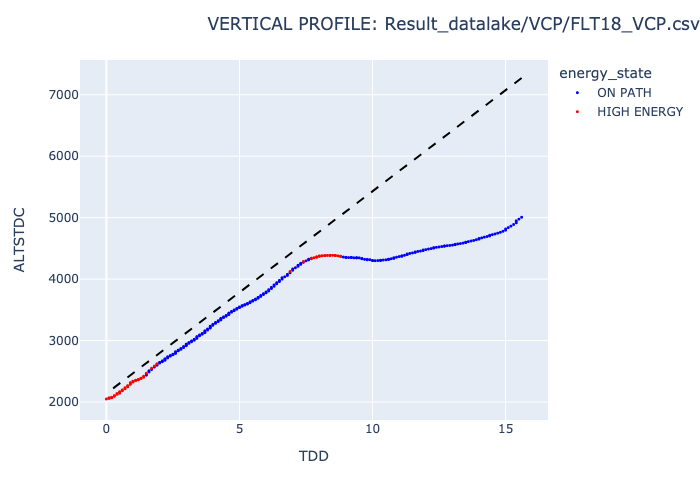 VERTICAL PROFILE: Result_datalake/VCP/FLT18_VCP.csv
energy_state
ON PATH
HIGH ENERGY
ALTSTDC
7000
6000
5000
4000
3000
2000
0
5
10
15
TDD